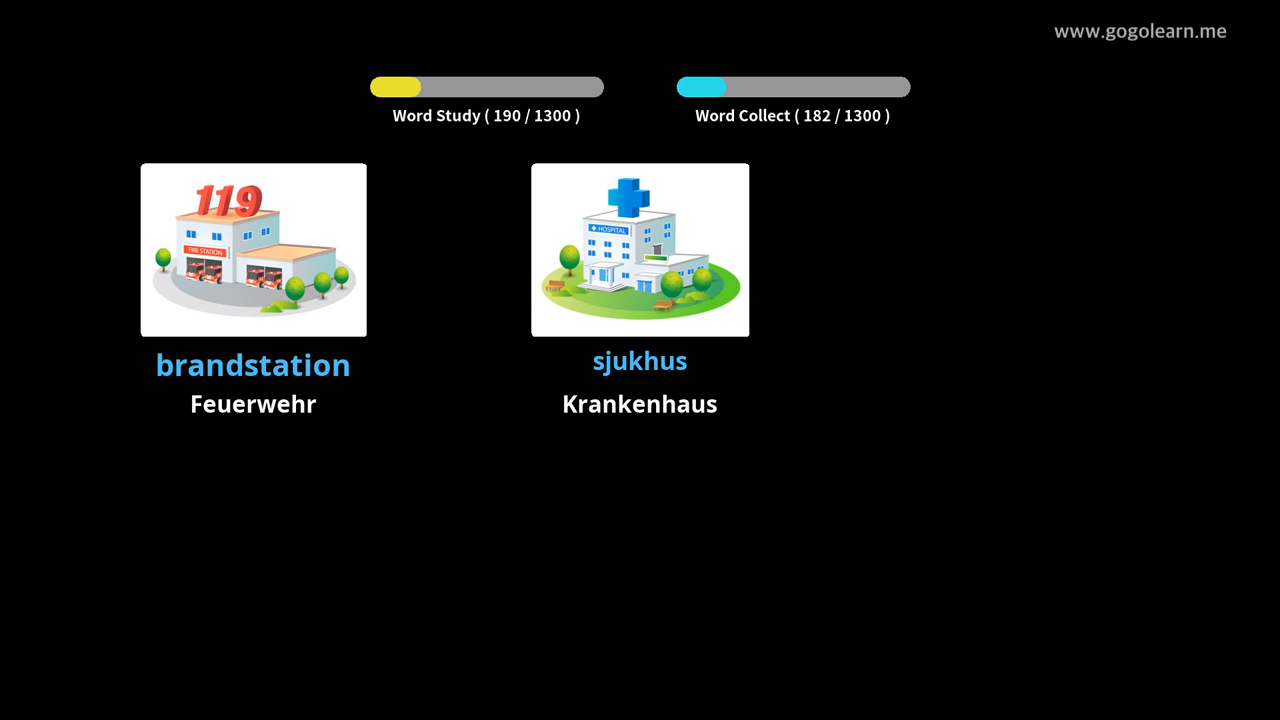 www.gogolearn.me
Word Study ( 190 / 1300 )
Word Collect ( 182 / 1300 )
119
FIRE STATION
HOSPITAL
brandstation
sjukhus
Feuerwehr
Krankenhaus